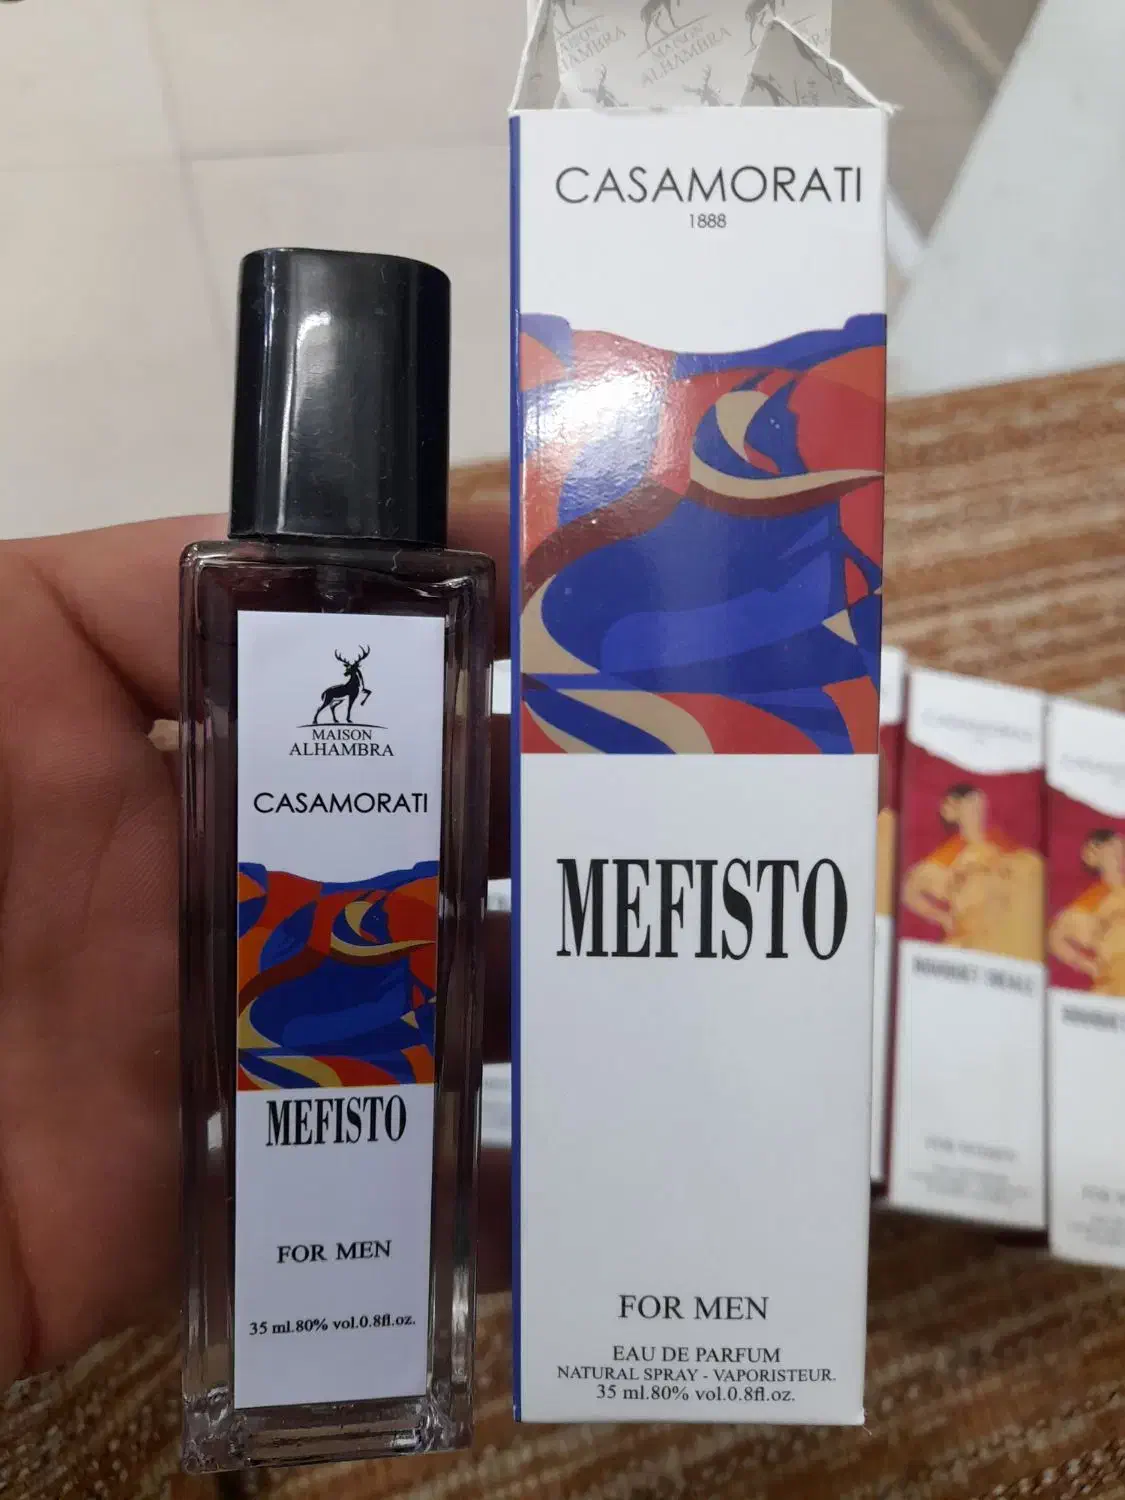 MAISON
ALHAMBRA
MAISON
ALHAMBRA
CASAMORATI
1888
MEFISTO
FOR MEN
EAU DE PARFUM
NATURAL SPRAY - VAPORISTEUR.
35 ml.80% vol.0.8fl.oz.
MAISON
ALHAMBRA
CASAMORATI
MEFISTO
FOR MEN
35 ml.80% vol.0.8fl.oz.